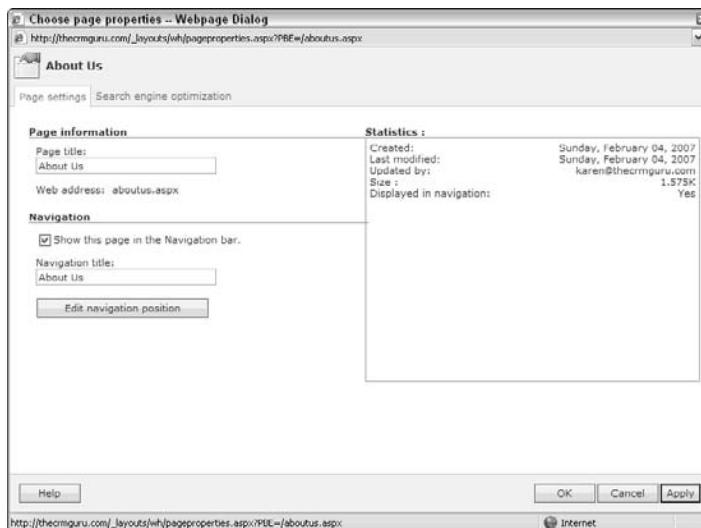 Choose page properties -- Webpage Dialog
http://thecrmguru.com/_layouts/wh/pageproperties.aspx?PBE=/aboutus.aspx
About Us
Page settings Search engine optimization
Page information
Page title:
About Us
Web address: aboutus.aspx
Navigation
Show this page in the Navigation bar.
Navigation title:
About Us
Edit navigation position
Statistics :
Created: Sunday, February 04, 2007
Last modified: Sunday, February 04, 2007
Updated by: karen@thecrmguru.com
Size : 1.575K
Displayed in navigation: Yes
Help OK Cancel Apply
http://thecrmguru.com/_layouts/wh/pageproperties.aspx?PBE=/aboutus.aspx Internet